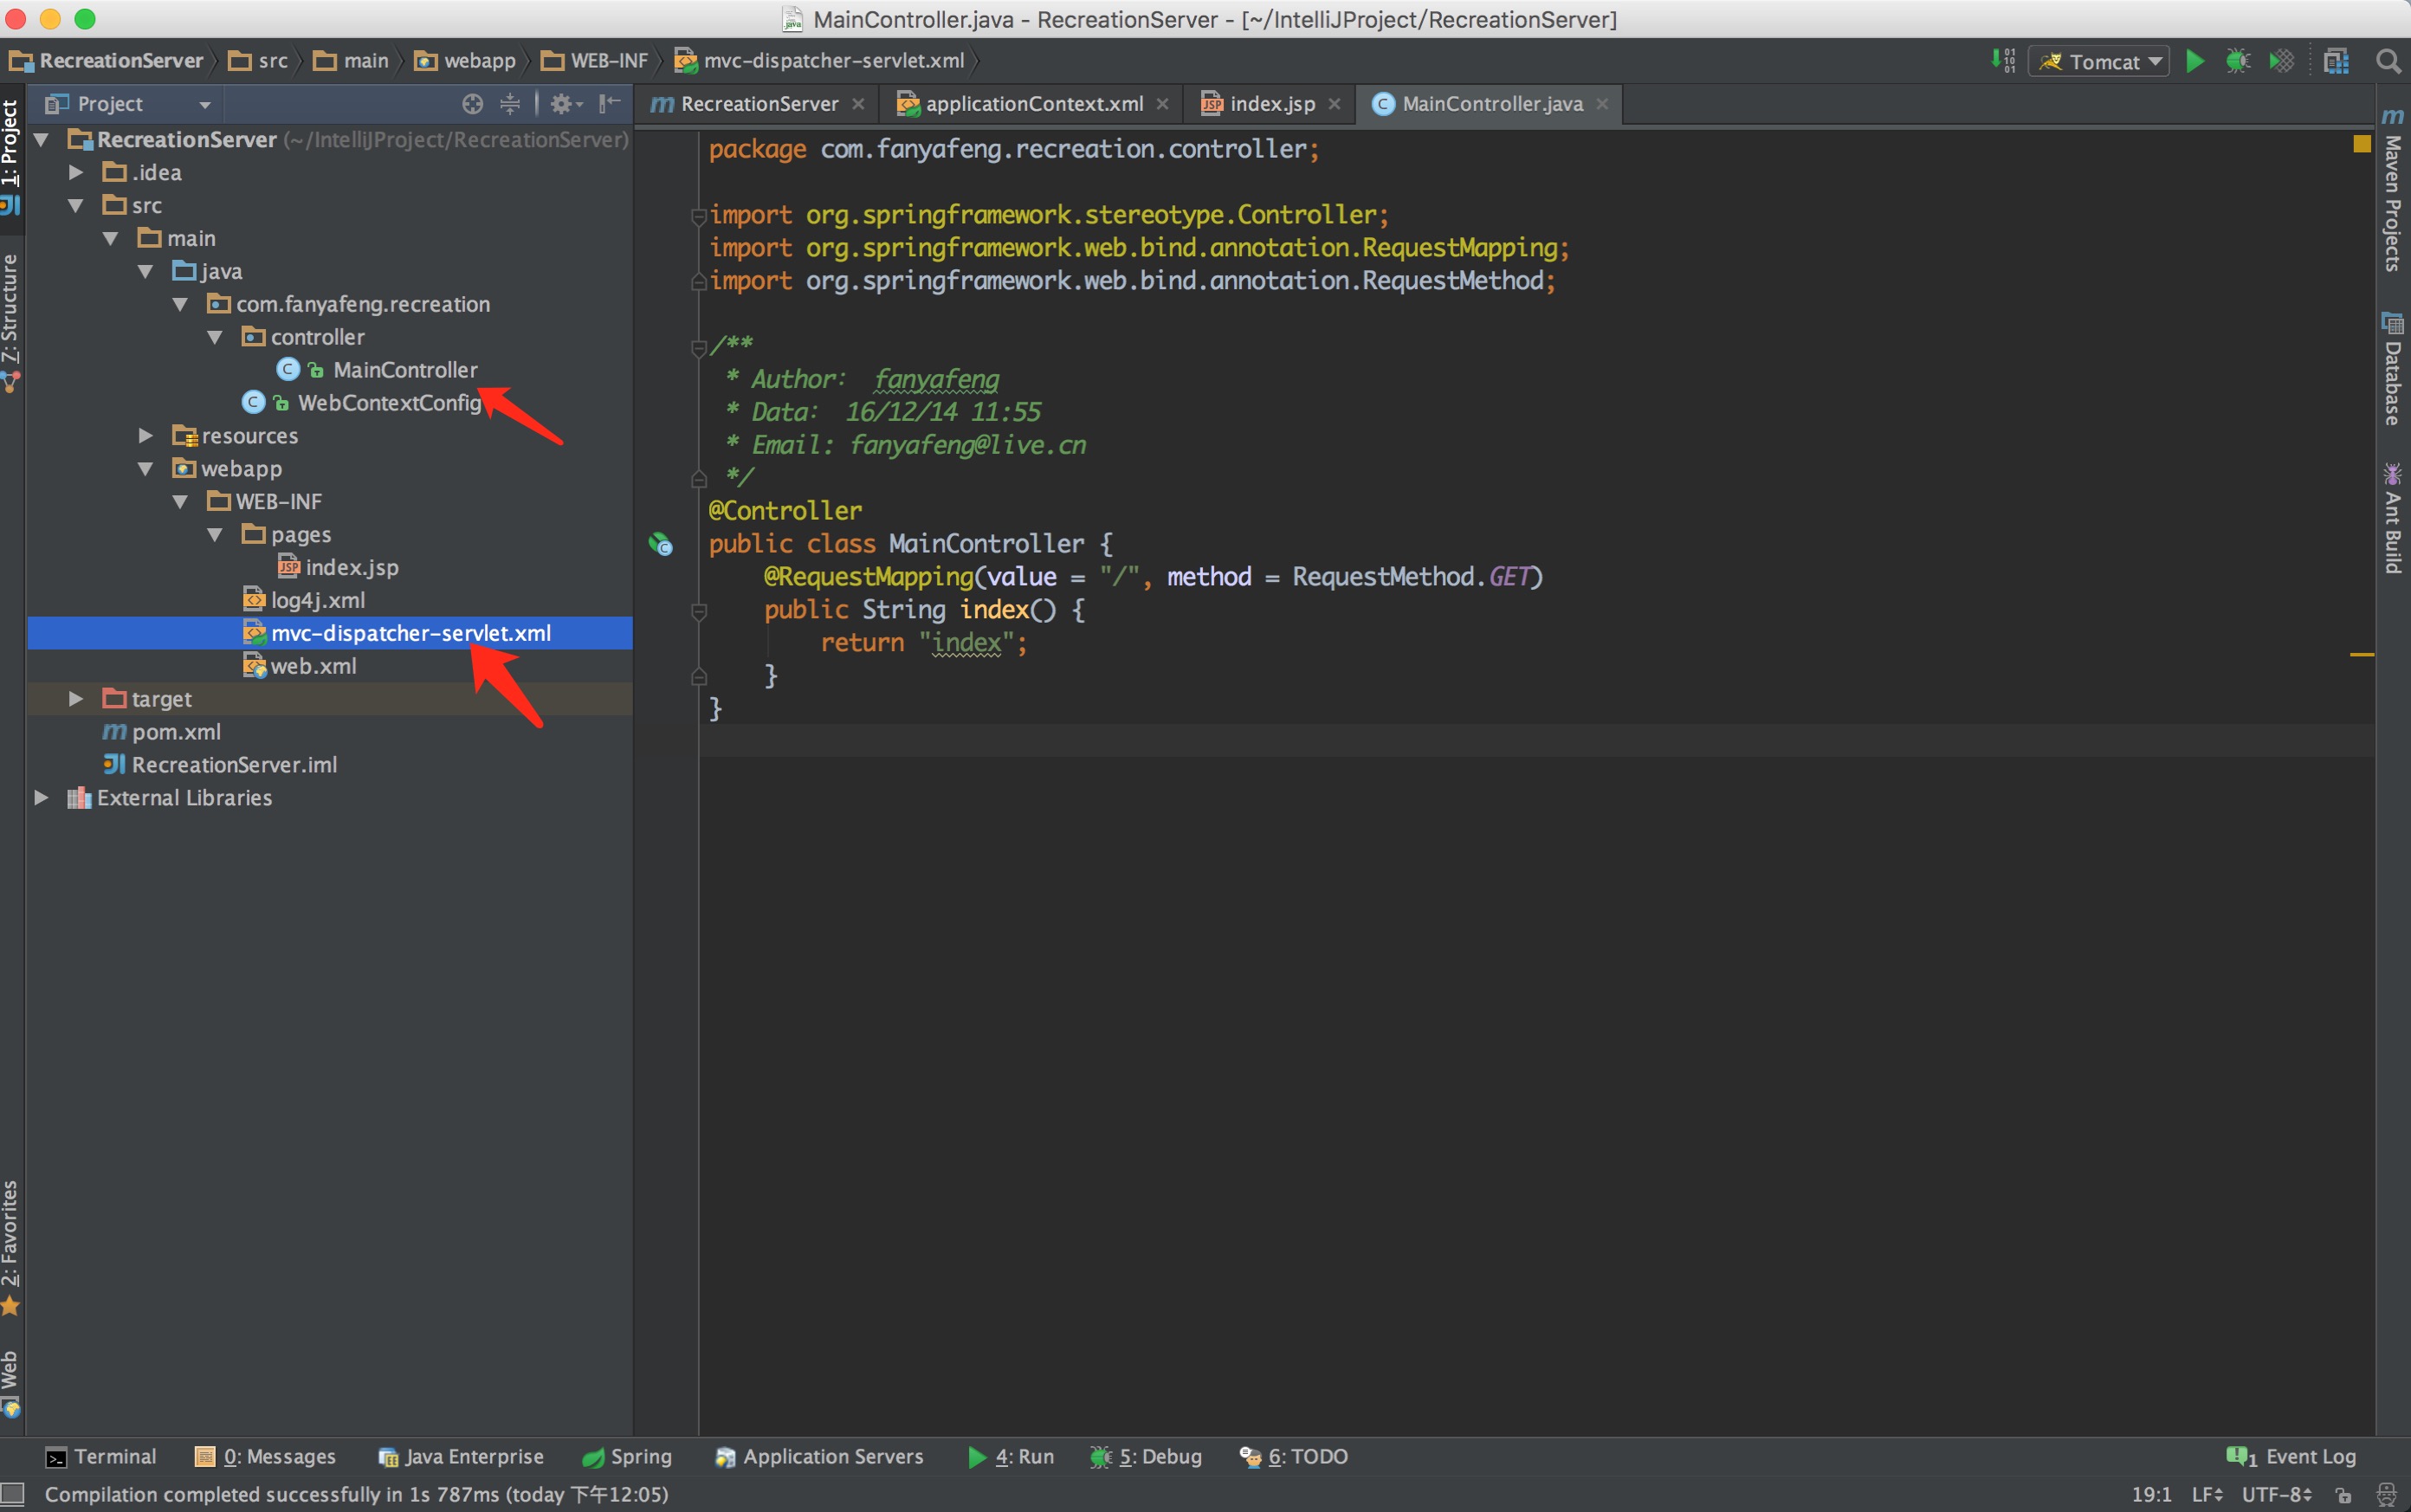 MainController.java - RecreationServer - [~/IntelliJProject/RecreationServer]
RecreationServer src main webapp WEB-INF mvc-dispatcher-servlet.xml Tomcat
Project
RecreationServer applicationContext.xml index.jsp MainController.java
RecreationServer (~/IntelliJProject/RecreationServer)
.idea
src
main
java
com.fanyafeng.recreation
controller
MainController
WebContextConfig
resources
webapp
WEB-INF
pages
index.jsp
log4j.xml
mvc-dispatcher-servlet.xml
web.xml
target
pom.xml
RecreationServer.iml
External Libraries
package com.fanyafeng.recreation.controller;
import org.springframework.stereotype.Controller;
import org.springframework.web.bind.annotation.RequestMapping;
import org.springframework.web.bind.annotation.RequestMethod;
/**
* Author: fanyafeng
* Data: 16/12/14 11:55
* Email: fanyafeng@live.cn
*/
@Controller
public class MainController {
@RequestMapping(value = "/", method = RequestMethod.GET)
public String index() {
return "index";
}
}
1: Project
7: Structure
2: Favorites
Web
Maven Projects
Database
Ant Build
Terminal 0: Messages Java Enterprise Spring Application Servers 4: Run 5: Debug 6: TODO 1 Event Log
Compilation completed successfully in 1s 787ms (today 下午12:05) 19:1 LF UTF-8